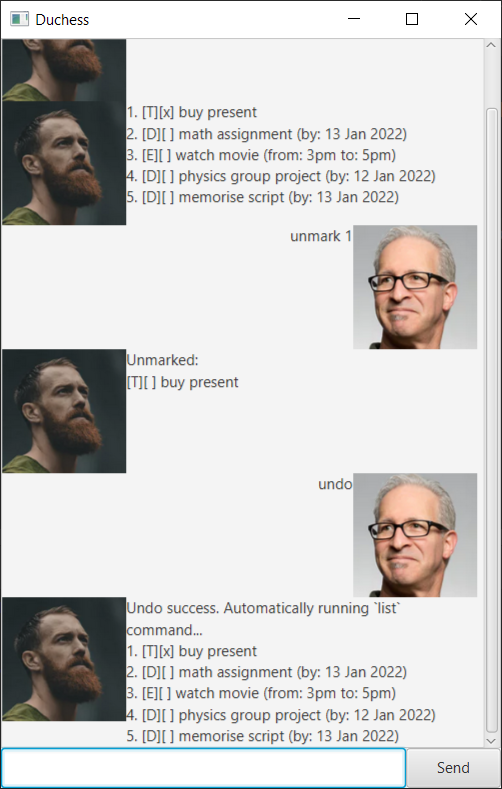 Duchess
1. [T][x] buy present
2. [D][ ] math assignment (by: 13 Jan 2022)
3. [E][ ] watch movie (from: 3pm to: 5pm)
4. [D][ ] physics group project (by: 12 Jan 2022)
5. [D][ ] memorise script (by: 13 Jan 2022)
unmark 1
Unmarked:
[T][ ] buy present
undo
Undo success. Automatically running `list`
command...
1. [T][x] buy present
2. [D][ ] math assignment (by: 13 Jan 2022)
3. [E][ ] watch movie (from: 3pm to: 5pm)
4. [D][ ] physics group project (by: 12 Jan 2022)
5. [D][ ] memorise script (by: 13 Jan 2022)
Send